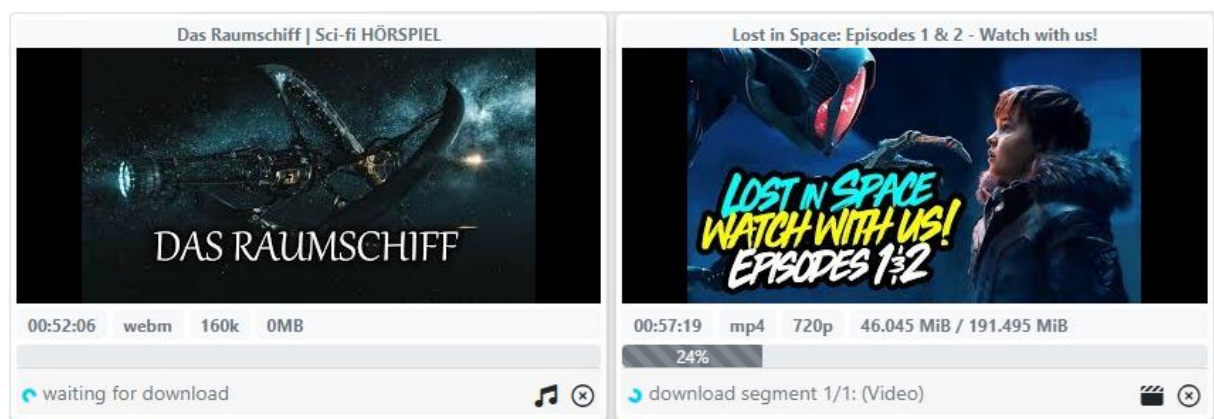 Das Raumschiff | Sci-fi HÖRSPIEL
DAS RAUMSCHIFF
00:52:06 webm 160k 0MB
waiting for download
Lost in Space: Episodes 1 & 2 - Watch with us!
LOST IN SPACE
WATCH WITH US!
EPISODES 1&2
00:57:19 mp4 720p 46.045 MiB / 191.495 MiB
24%
download segment 1/1: (Video)